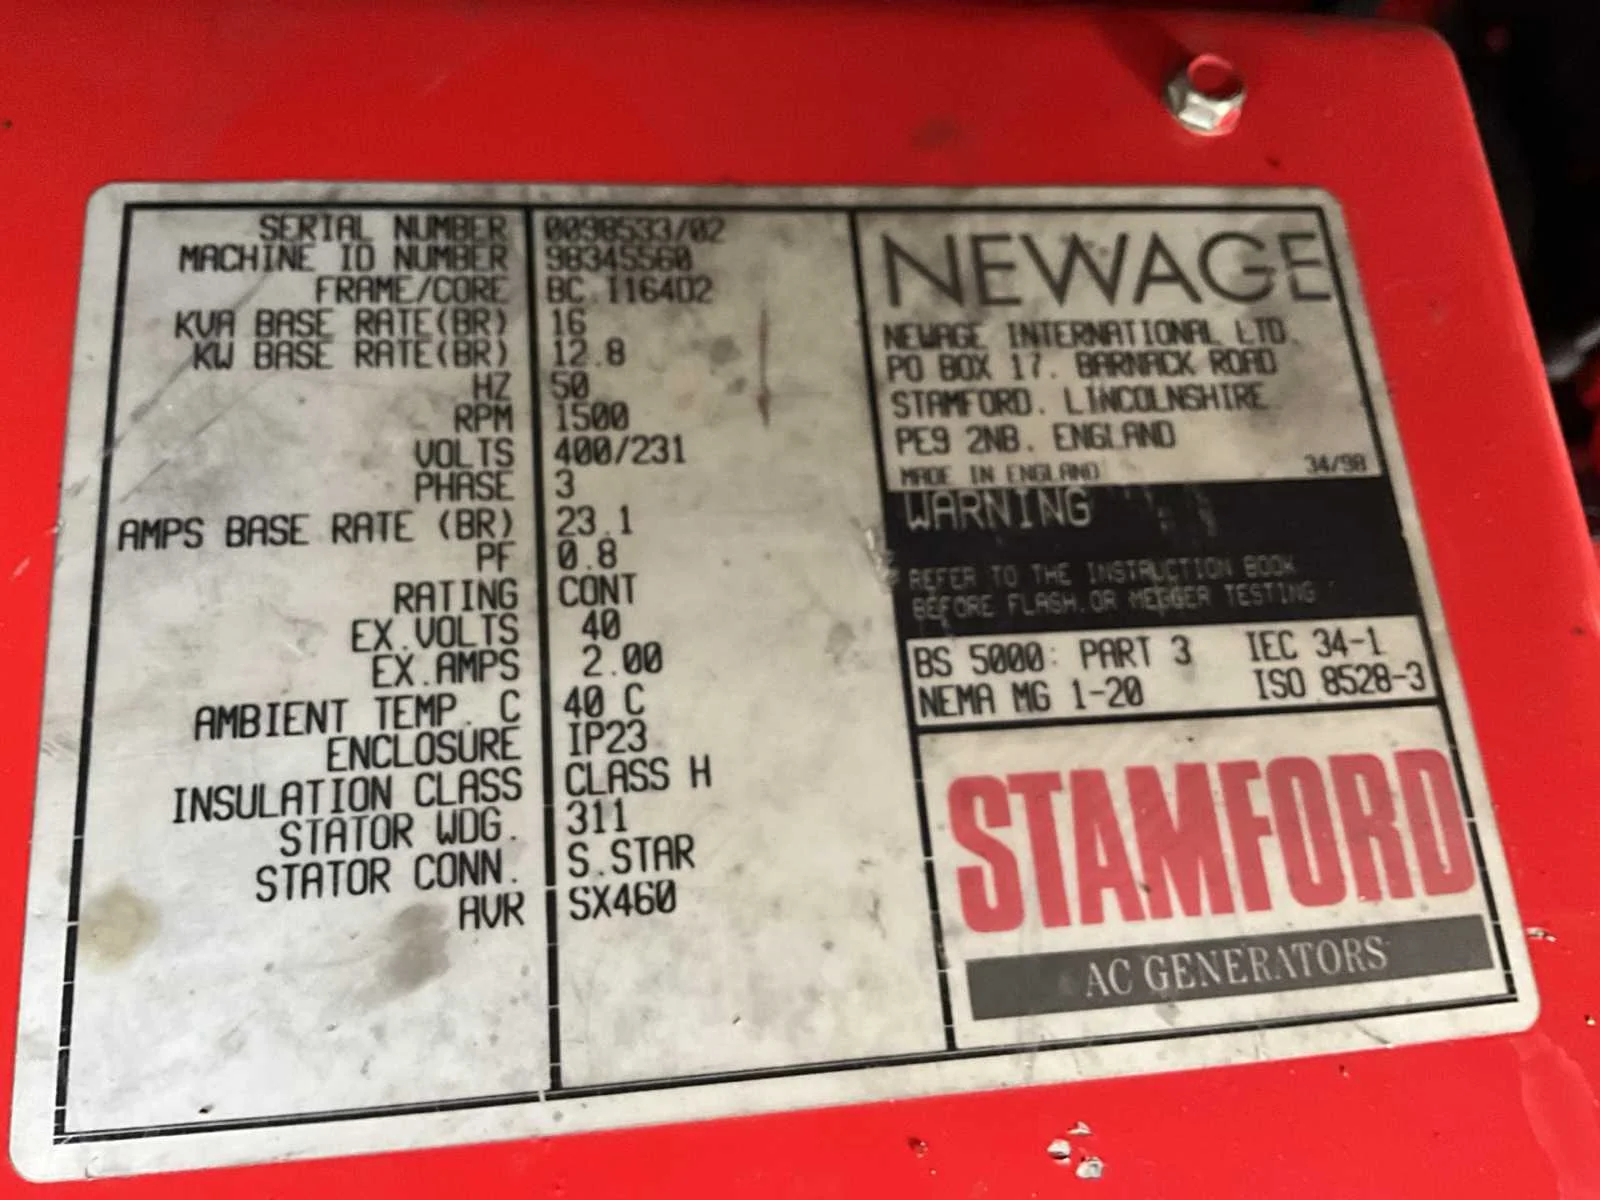 SERIAL NUMBER 0098533/02
MACHINE ID NUMBER 98345560
FRAME/CORE BC.116402
KVA BASE RATE(BR) 16
KW BASE RATE(BR) 12.8
HZ 50
RPM 1500
VOLTS 400/231
PHASE 3
AMPS BASE RATE (BR) 23.1
PF 0.8
RATING CONT
EX.VOLTS 40
EX.AMPS 2.00
AMBIENT TEMP. C 40 C
ENCLOSURE IP23
INSULATION CLASS CLASS H
STATOR WDG. 311
STATOR CONN. S.STAR
AVR SX460
NEWAGE
NEWAGE INTERNATIONAL LTD.
PO BOX 17. BARNACK ROAD
STAMFORD. LINCOLNSHIRE
PE9 2NB. ENGLAND
MADE IN ENGLAND 34/98
WARNING
REFER TO THE INSTRUCTION BOOK
BEFORE FLASH.OR MEGGER TESTING
BS 5000: PART 3 IEC 34-1
NEMA MG 1-20 ISO 8528-3
STAMFORD
AC GENERATORS